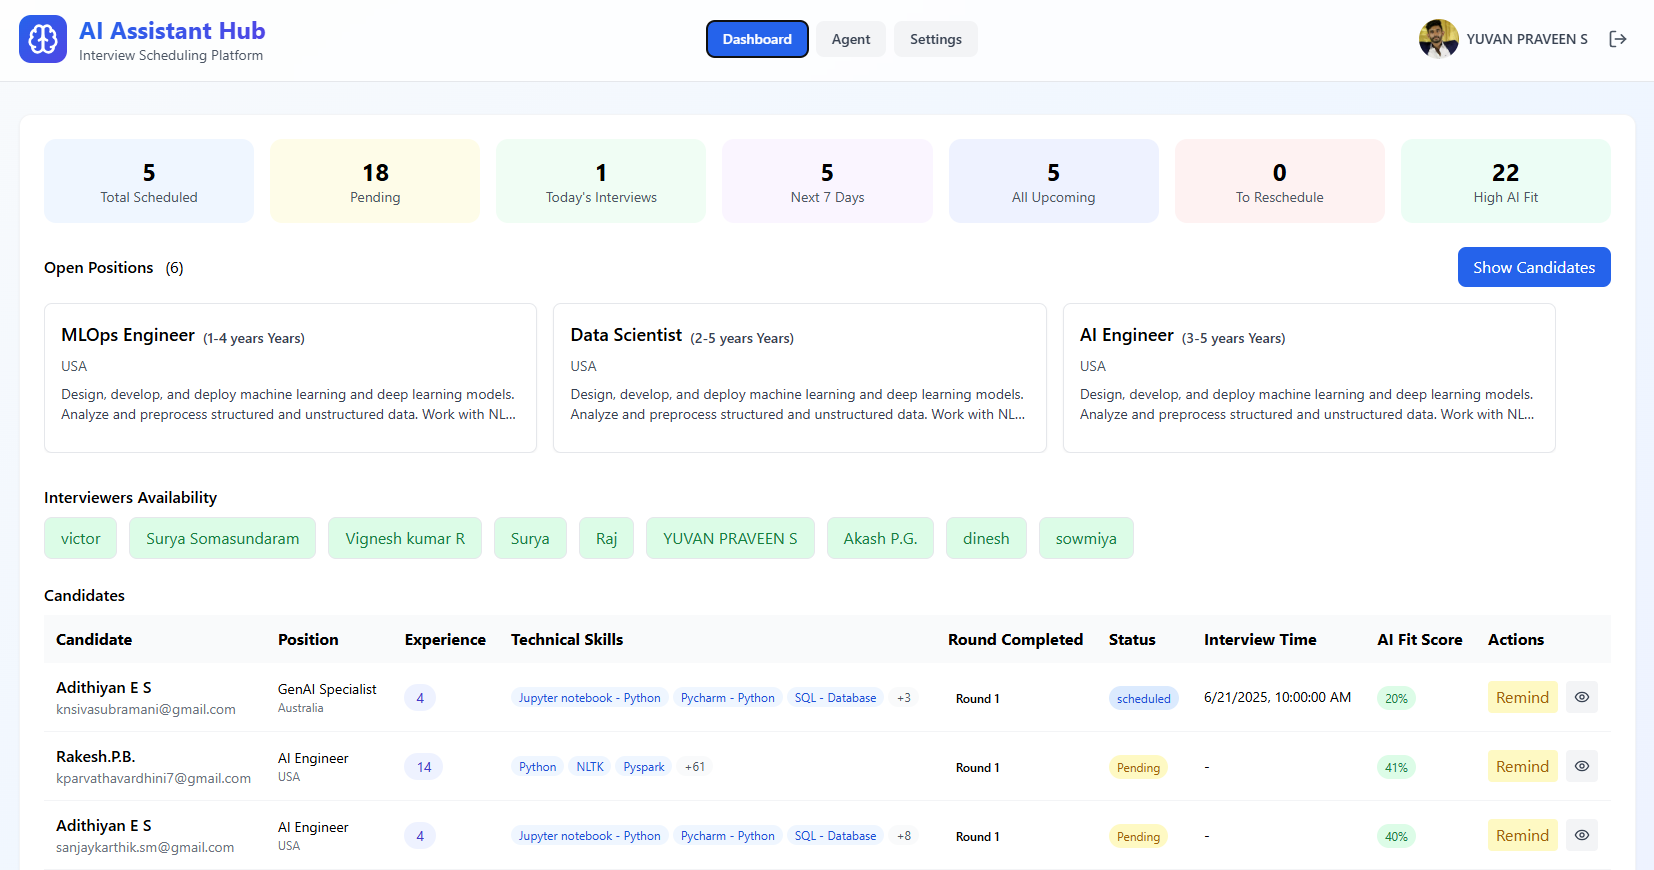 AI Assistant Hub
Interview Scheduling Platform
Dashboard
Agent
Settings
YUVAN PRAVEEN S
5
Total Scheduled
18
Pending
1
Today's Interviews
5
Next 7 Days
5
All Upcoming
0
To Reschedule
22
High AI Fit
Open Positions (6)
Show Candidates
MLOps Engineer (1-4 years Years)
USA
Design, develop, and deploy machine learning and deep learning models.
Analyze and preprocess structured and unstructured data. Work with NL...
Data Scientist (2-5 years Years)
USA
Design, develop, and deploy machine learning and deep learning models.
Analyze and preprocess structured and unstructured data. Work with NL...
AI Engineer (3-5 years Years)
USA
Design, develop, and deploy machine learning and deep learning models.
Analyze and preprocess structured and unstructured data. Work with NL...
Interviewers Availability
victor Surya Somasundaram Vignesh kumar R Surya Raj YUVAN PRAVEEN S Akash P.G. dinesh sowmiya
Candidates
Candidate Position Experience Technical Skills Round Completed Status Interview Time AI Fit Score Actions
Adithiyan E S GenAI Specialist 4 Jupyter notebook - Python Pycharm - Python SQL - Database +3 Round 1 scheduled 6/21/2025, 10:00:00 AM 20% Remind
knsivasubramani@gmail.com Australia
Rakesh.P.B. AI Engineer 14 Python NLTK Pyspark +61 Round 1 Pending - 41% Remind
kparvathavardhini7@gmail.com USA
Adithiyan E S AI Engineer 4 Jupyter notebook - Python Pycharm - Python SQL - Database +8 Round 1 Pending - 40% Remind
sanjaykarthik.sm@gmail.com USA